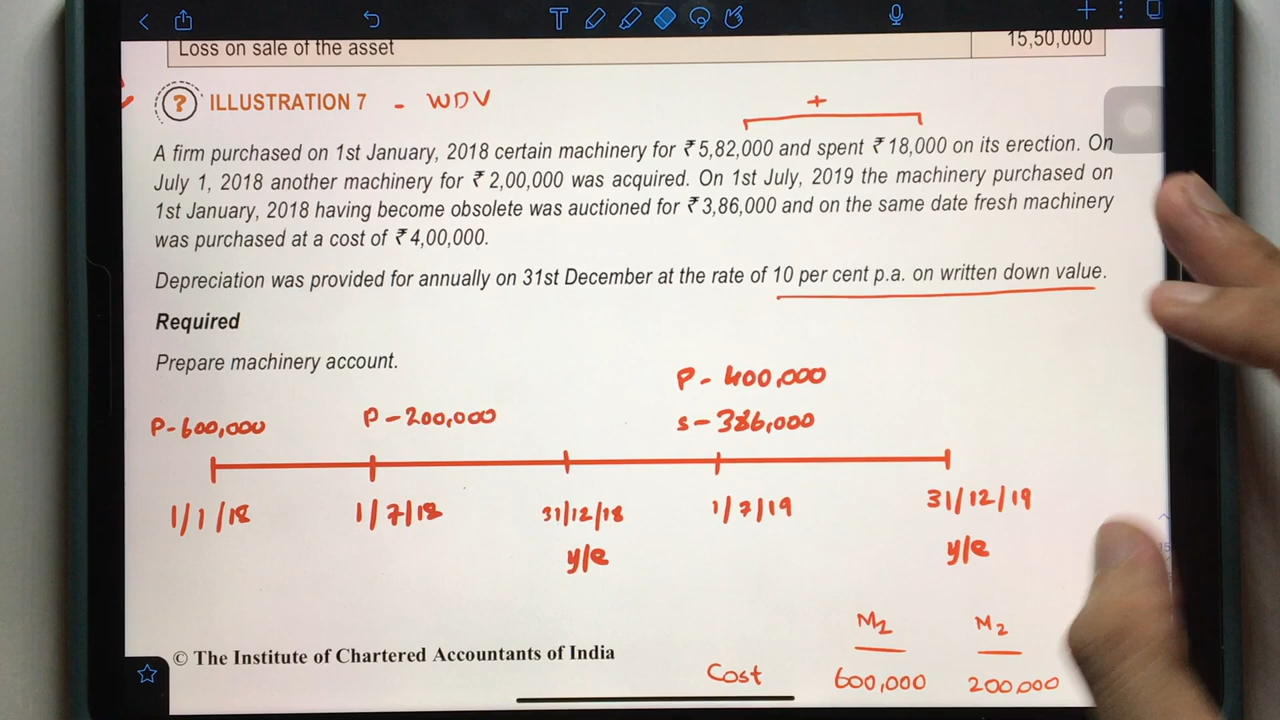 Loss on sale of the asset 15,50,000
? ILLUSTRATION 7 - WDV
+
A firm purchased on 1st January, 2018 certain machinery for ₹ 5,82,000 and spent ₹ 18,000 on its erection. On
July 1, 2018 another machinery for ₹ 2,00,000 was acquired. On 1st July, 2019 the machinery purchased on
1st January, 2018 having become obsolete was auctioned for ₹ 3,86,000 and on the same date fresh machinery
was purchased at a cost of ₹ 4,00,000.
Depreciation was provided for annually on 31st December at the rate of 10 per cent p.a. on written down value.
Required
Prepare machinery account.
P- 400,000
P-600,000 P-200,000 S-386,000
1/1/18 1/7/18 31/12/18 1/7/19 31/12/19
y/e y/e
M1 M2
© The Institute of Chartered Accountants of India
Cost 600,000 200,000